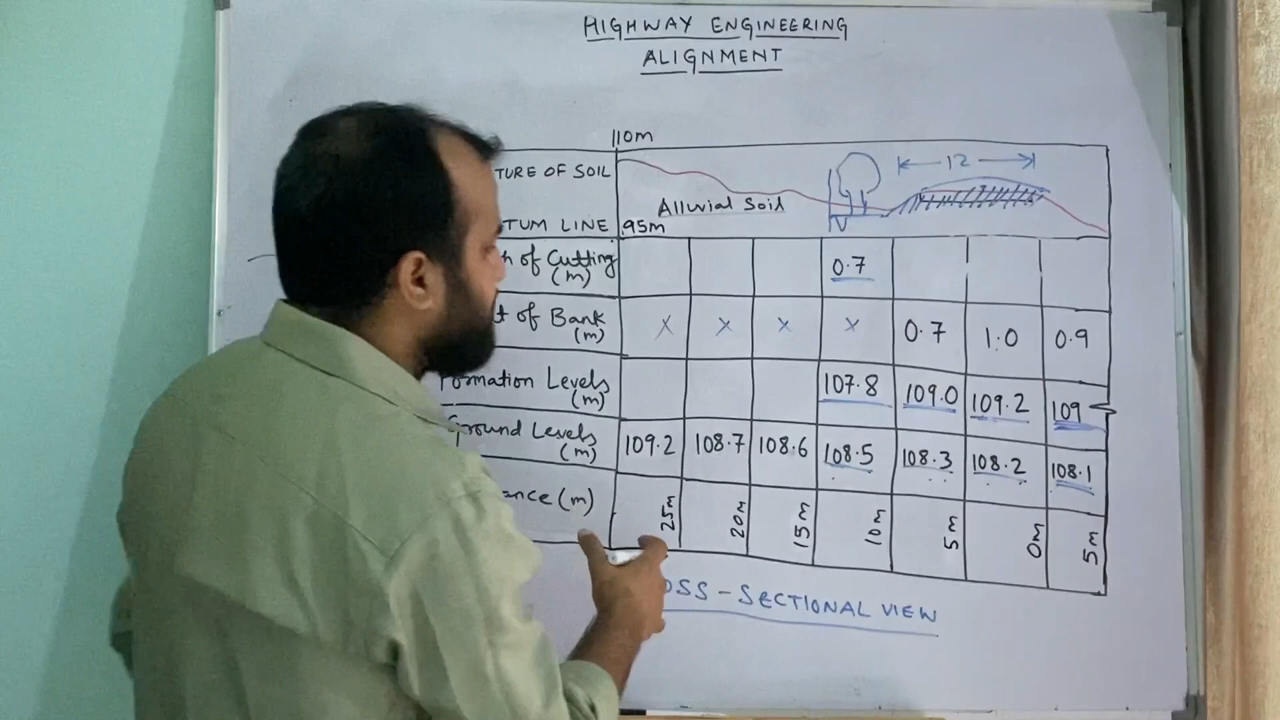 HIGHWAY ENGINEERING
ALIGNMENT
110m
TURE OF SOIL
12
Alluvial Soil
TUM LINE 95m
of Cutting (m) 0.7
of Bank (m) X X X X 0.7 1.0 0.9
Formation Levels (m) 107.8 109.0 109.2 109
Ground Levels (m) 109.2 108.7 108.6 108.5 108.3 108.2 108.1
ance (m) 25m 20m 15m 10m 5m 0m 5m
OSS-SECTIONAL VIEW